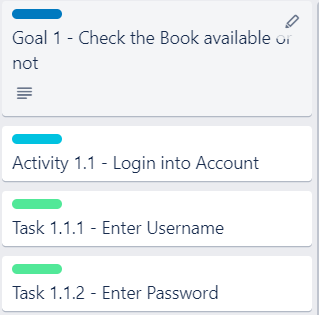 Goal 1 - Check the Book available or
not
Activity 1.1 - Login into Account
Task 1.1.1 - Enter Username
Task 1.1.2 - Enter Password